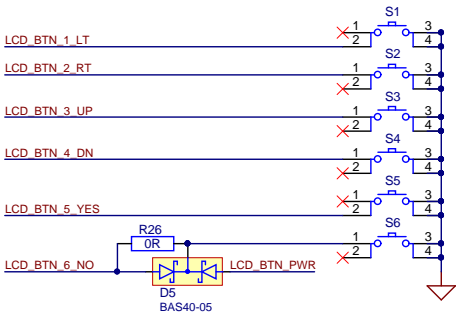 S1
1 3
LCD_BTN_1_LT 2 4
S2
LCD_BTN_2_RT 1 3
2 4
S3
LCD_BTN_3_UP 1 3
2 4
S4
LCD_BTN_4_DN 1 3
2 4
S5
1 3
LCD_BTN_5_YES 2 4
S6
R26
0R 1 3
2 4
LCD_BTN_6_NO LCD_BTN_PWR
D5
BAS40-05